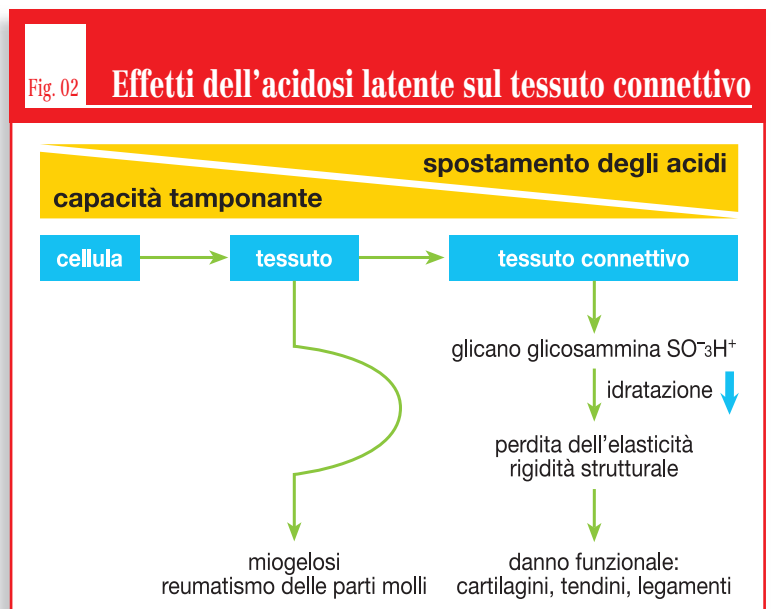 Fig. 02
Effetti dell'acidosi latente sul tessuto connettivo
spostamento degli acidi
capacità tamponante
cellula
tessuto
tessuto connettivo
glicano glicosammina SO⁻₃H⁺
idratazione
perdita dell'elasticità
rigidità strutturale
miogelosi
reumatismo delle parti molli
danno funzionale:
cartilagini, tendini, legamenti